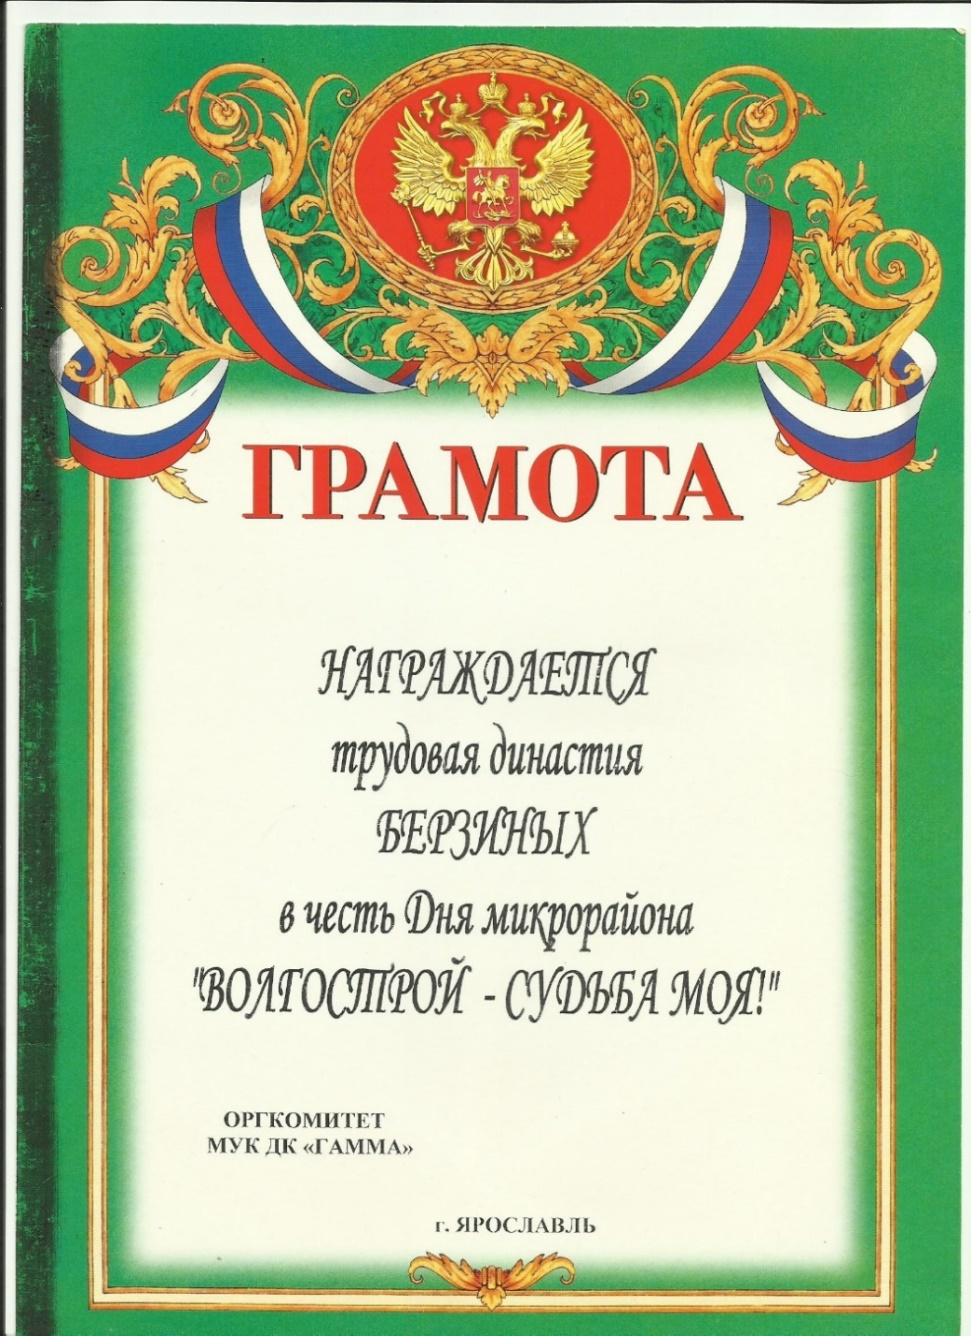 ГРАМОТА
НАГРАЖДАЕТСЯ
трудовая династия
БЕРЗИНЫХ
в честь Дня микрорайона
"ВОЛГОСТРОЙ - СУДЬБА МОЯ!"
ОРГКОМИТЕТ
МУК ДК «ГАММА»
г. ЯРОСЛАВЛЬ